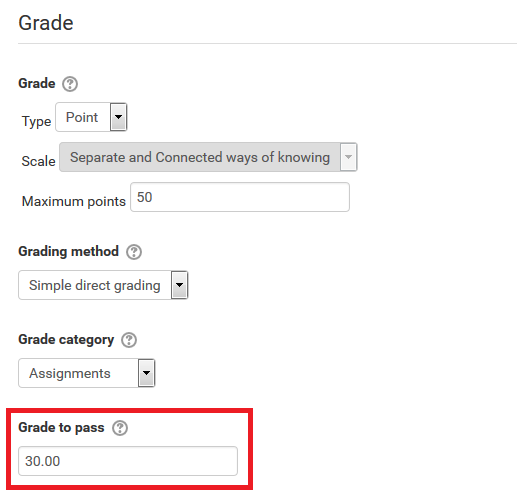 Grade
Grade
Type Point
Scale Separate and Connected ways of knowing
Maximum points 50
Grading method
Simple direct grading
Grade category
Assignments
Grade to pass
30.00